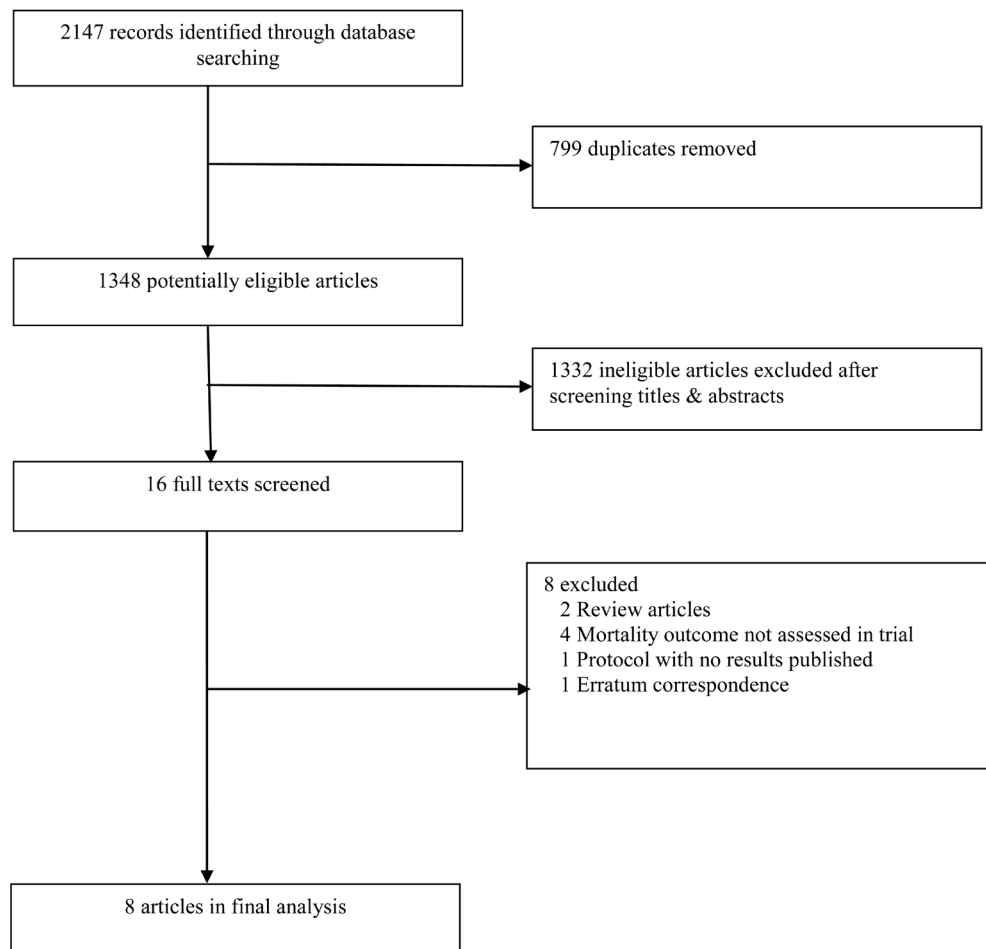 2147 records identified through database
searching
799 duplicates removed
1348 potentially eligible articles
1332 ineligible articles excluded after
screening titles & abstracts
16 full texts screened
8 excluded
2 Review articles
4 Mortality outcome not assessed in trial
1 Protocol with no results published
1 Erratum correspondence
8 articles in final analysis